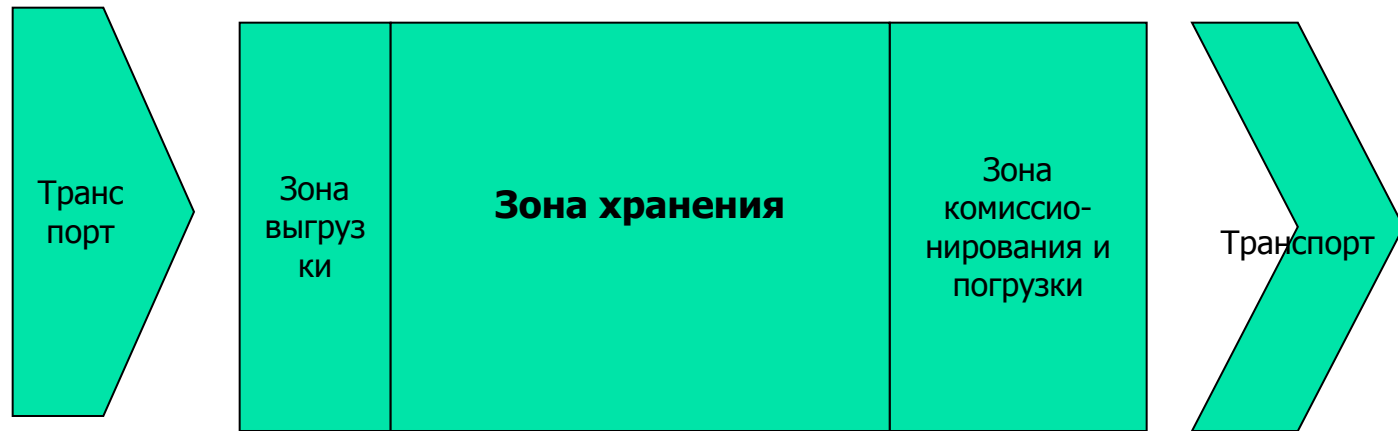 Транс
порт
Зона
выгруз
ки
Зона хранения
Зона
комиссио-
нирования и
погрузки
Транспорт